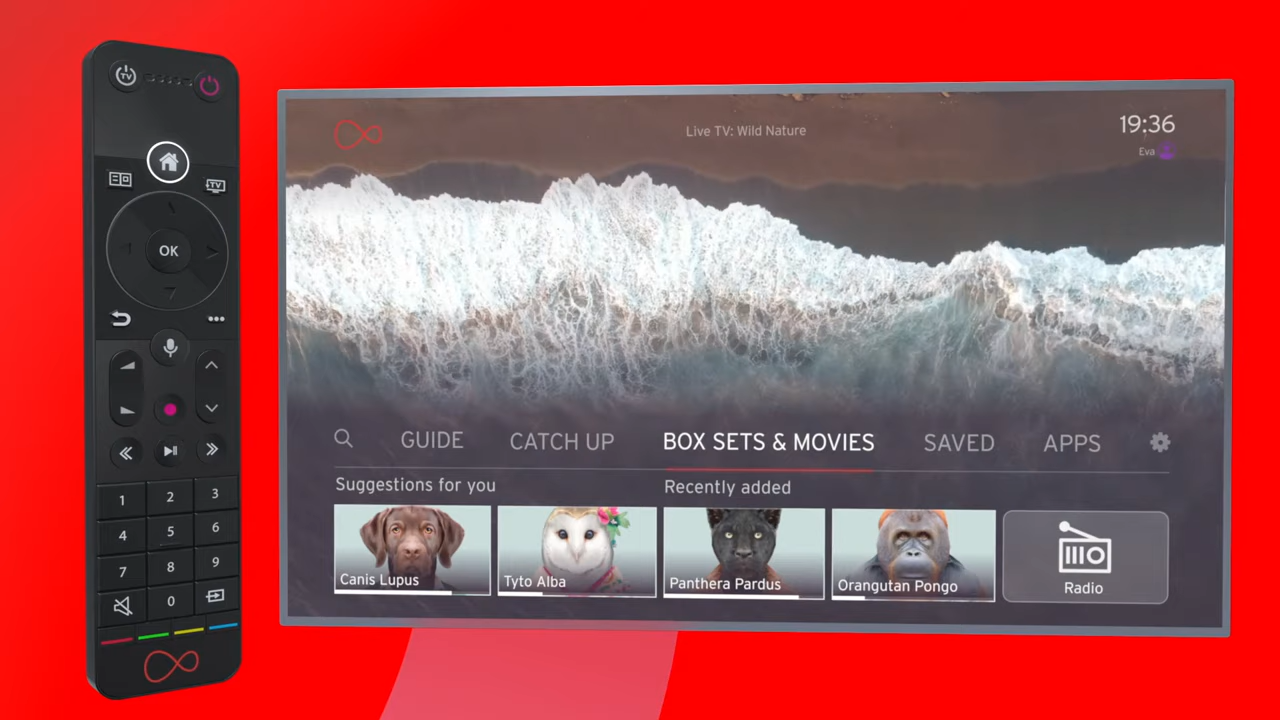 TV
TV
OK
1 2 3
4 5 6
7 8 9
0
Live TV: Wild Nature
19:36
Eva
GUIDE CATCH UP BOX SETS & MOVIES SAVED APPS
Suggestions for you Recently added
Canis Lupus Tyto Alba Panthera Pardus Orangutan Pongo Radio